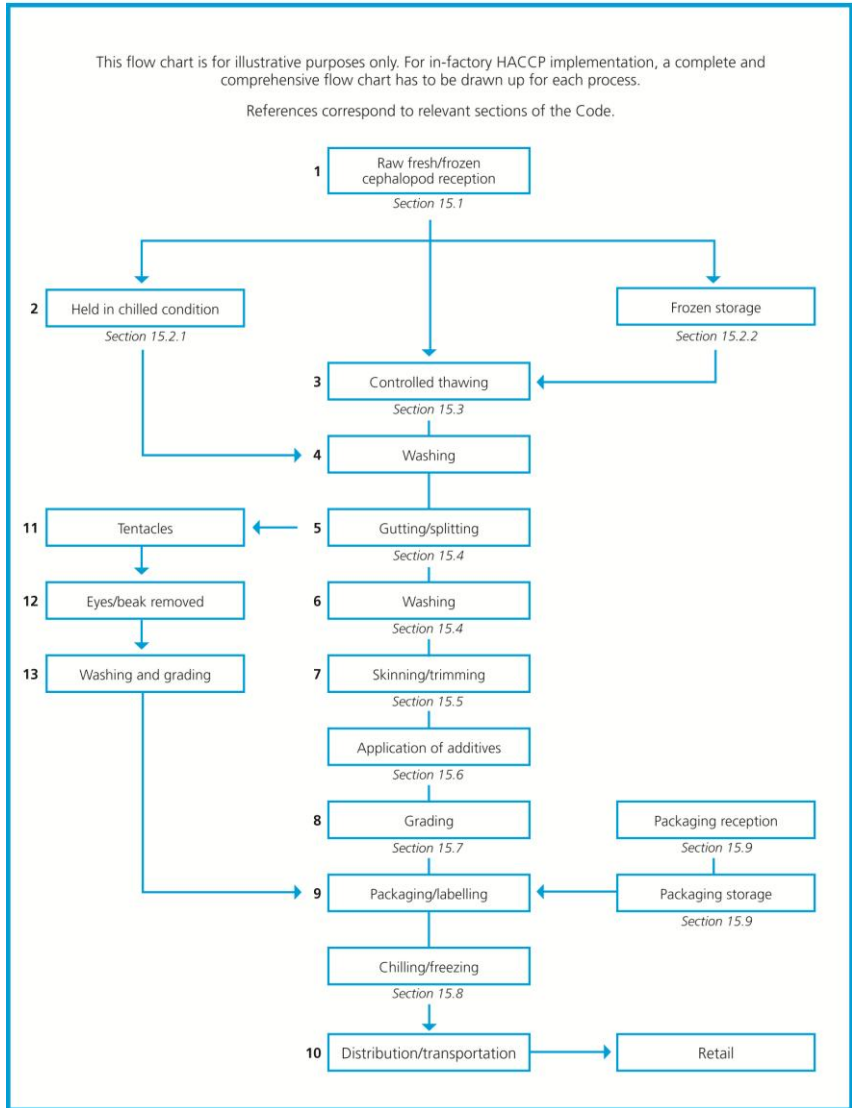 This flow chart is for illustrative purposes only. For in-factory HACCP implementation, a complete and
comprehensive flow chart has to be drawn up for each process.
References correspond to relevant sections of the Code.
1
Raw fresh/frozen
cephalopod reception
Section 15.1
2
Held in chilled condition
Section 15.2.1
Frozen storage
Section 15.2.2
3
Controlled thawing
Section 15.3
4
Washing
11
Tentacles
5
Gutting/splitting
Section 15.4
12
Eyes/beak removed
6
Washing
Section 15.4
13
Washing and grading
7
Skinning/trimming
Section 15.5
Application of additives
Section 15.6
8
Grading
Section 15.7
Packaging reception
Section 15.9
9
Packaging/labelling
Packaging storage
Section 15.9
Chilling/freezing
Section 15.8
10
Distribution/transportation
Retail